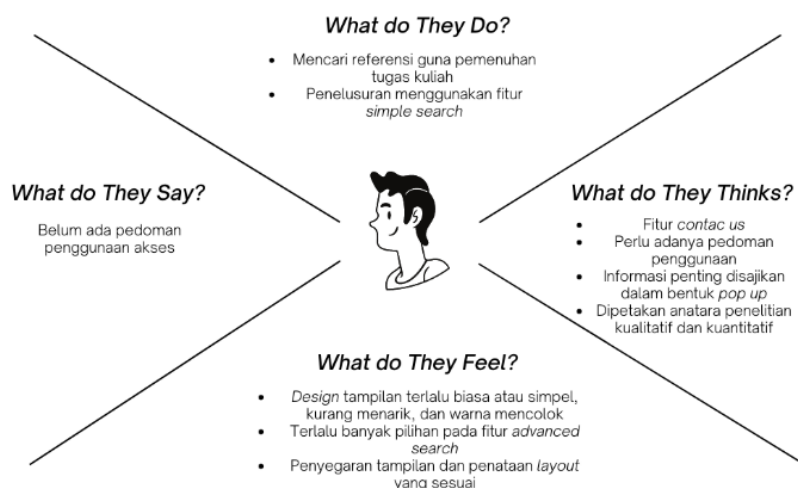 What do They Do?
• Mencari referensi guna pemenuhan
tugas kuliah
• Penelusuran menggunakan fitur
simple search
What do They Say?
Belum ada pedoman
penggunaan akses
What do They Thinks?
• Fitur contac us
• Perlu adanya pedoman
penggunaan
• Informasi penting disajikan
dalam bentuk pop up
• Dipetakan anatara penelitian
kualitatif dan kuantitatif
What do They Feel?
• Design tampilan terlalu biasa atau simpel,
kurang menarik, dan warna mencolok
• Terlalu banyak pilihan pada fitur advanced
search
• Penyegaran tampilan dan penataan layout
yang sesuai